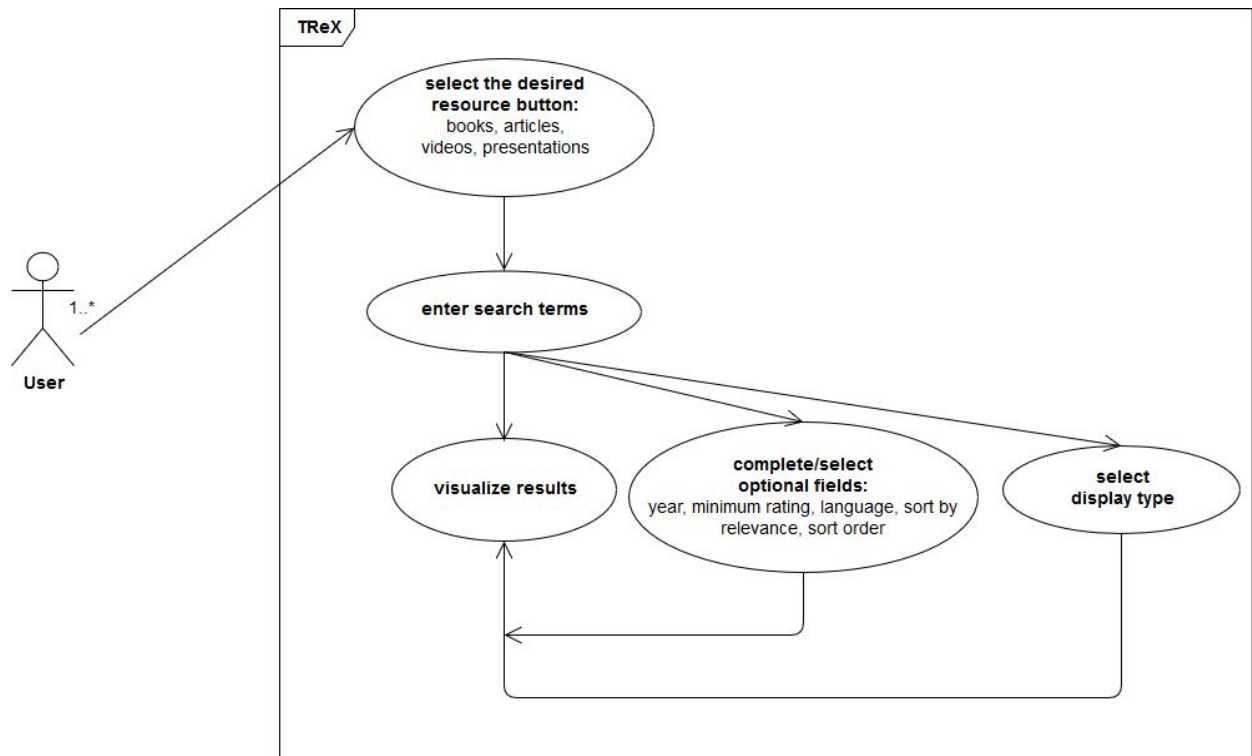 TReX
select the desired
resource button:
books, articles,
videos, presentations
1..*
User
enter search terms
visualize results
complete/select
optional fields:
year, minimum rating, language, sort by
relevance, sort order
select
display type